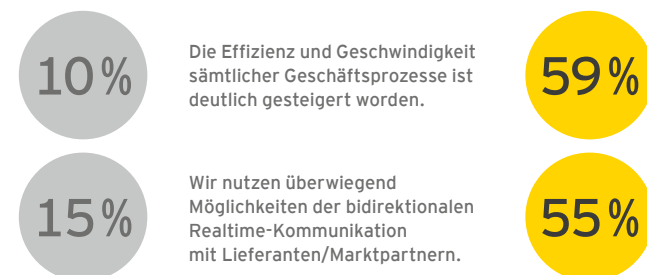 10 %
Die Effizienz und Geschwindigkeit
sämtlicher Geschäftsprozesse ist
deutlich gesteigert worden.
59 %
15 %
Wir nutzen überwiegend
Möglichkeiten der bidirektionalen
Realtime-Kommunikation
mit Lieferanten/Marktpartnern.
55 %